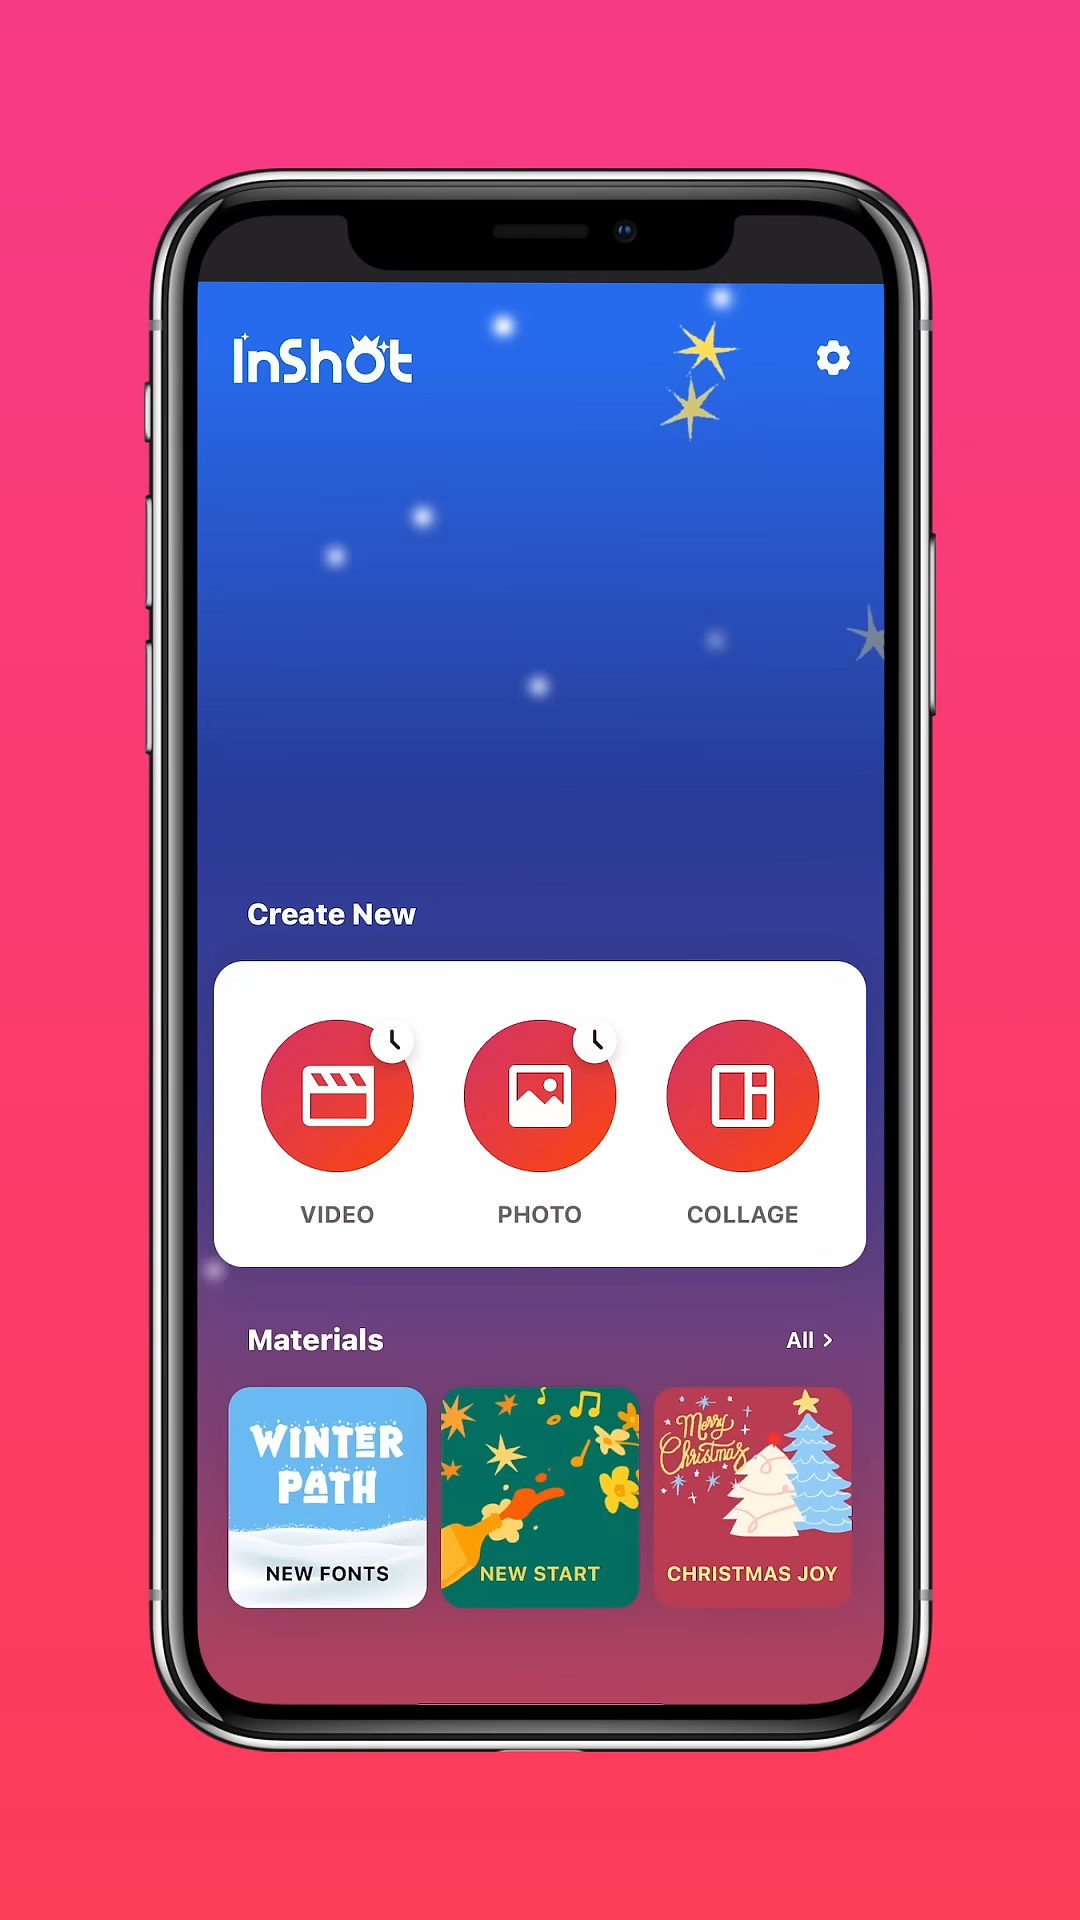 InShot
Create New
VIDEO PHOTO COLLAGE
Materials All >
WINTER
PATH
NEW FONTS
NEW START
Merry
Christmas
CHRISTMAS JOY